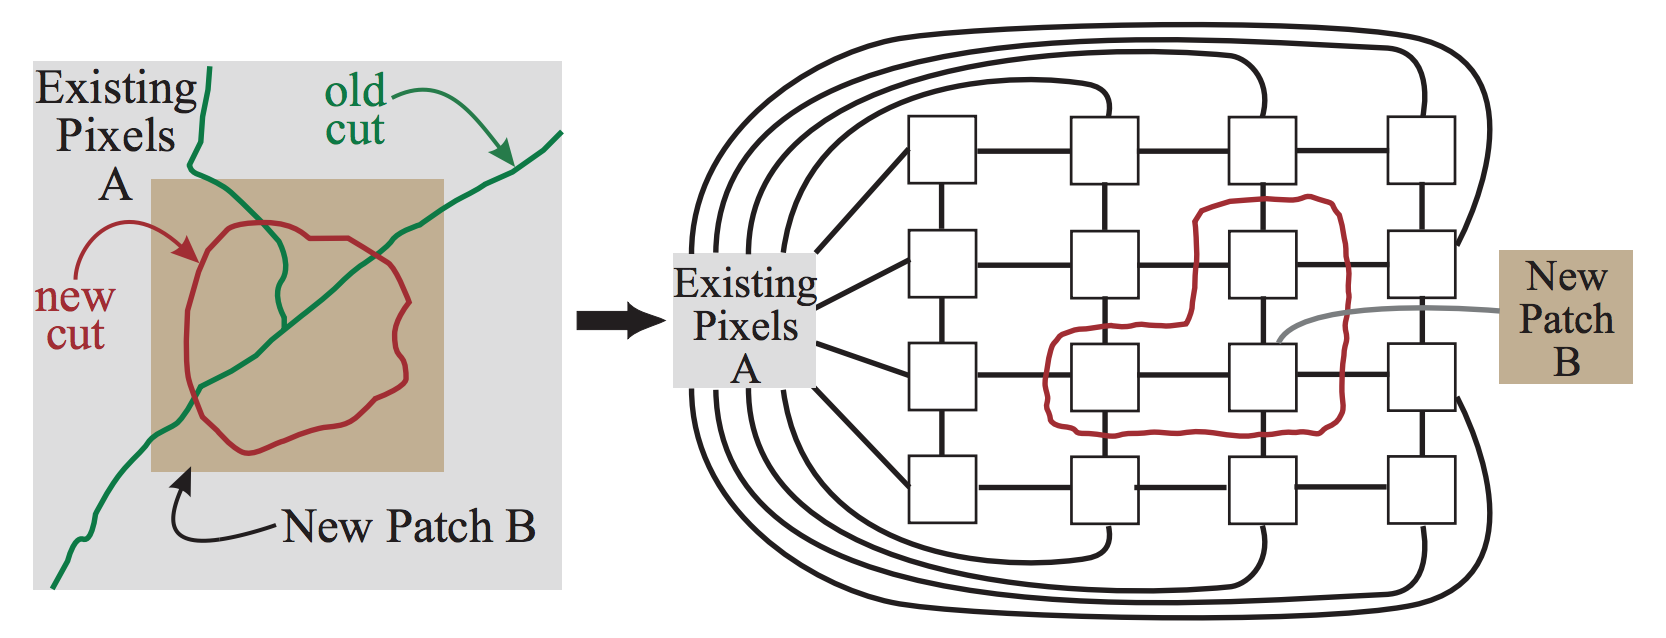 Existing
Pixels
A
old
cut
new
cut
New Patch B
Existing
Pixels
A
New
Patch
B